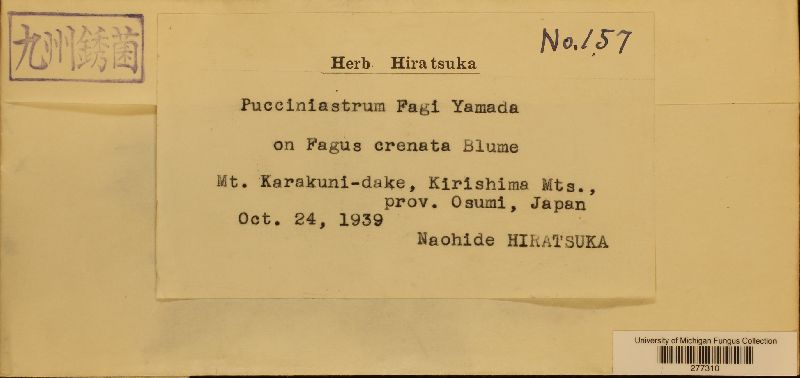 九州銹菌
No.157
Herb. Hiratsuka
Pucciniastrum Fagi Yamada
on Fagus crenata Blume
Mt. Karakuni-dake, Kirishima Mts.,
prov. Osumi, Japan
Oct. 24, 1939
Naohide HIRATSUKA
University of Michigan Fungus Collection
277310